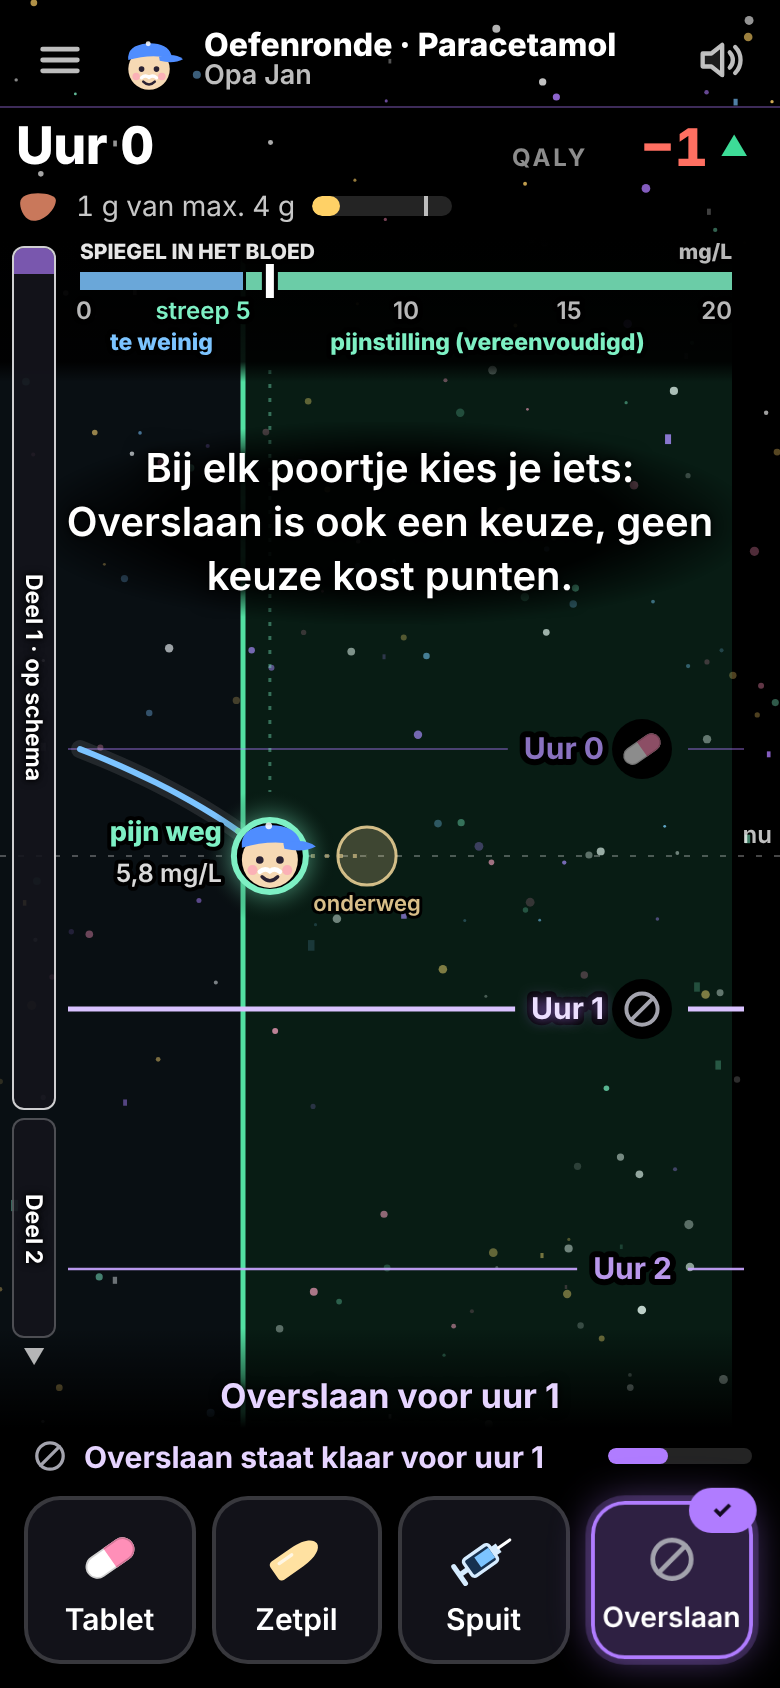 Oefenronde · Paracetamol
Opa Jan
Uur 0
QALY
−1
1 g van max. 4 g
SPIEGEL IN HET BLOED
mg/L
0
streep 5
10
15
20
te weinig
pijnstilling (vereenvoudigd)
Bij elk poortje kies je iets:
Overslaan is ook een keuze, geen
keuze kost punten.
Deel 1 · op schema
Uur 0
nu
pijn weg
5,8 mg/L
onderweg
Uur 1
Deel 2
Uur 2
Overslaan voor uur 1
Overslaan staat klaar voor uur 1
Tablet
Zetpil
Spuit
Overslaan